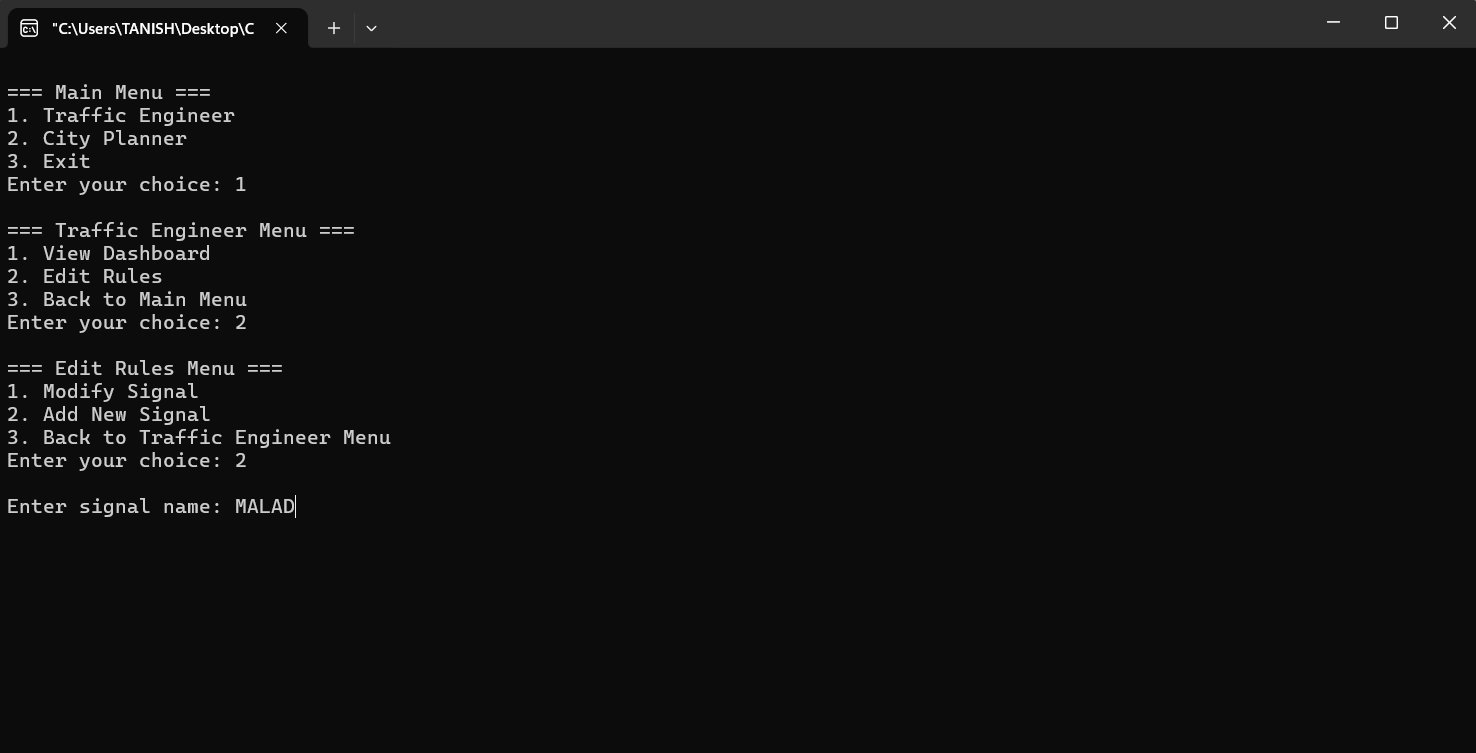 "C:\Users\TANISH\Desktop\C
=== Main Menu ===
1. Traffic Engineer
2. City Planner
3. Exit
Enter your choice: 1
=== Traffic Engineer Menu ===
1. View Dashboard
2. Edit Rules
3. Back to Main Menu
Enter your choice: 2
=== Edit Rules Menu ===
1. Modify Signal
2. Add New Signal
3. Back to Traffic Engineer Menu
Enter your choice: 2
Enter signal name: MALAD